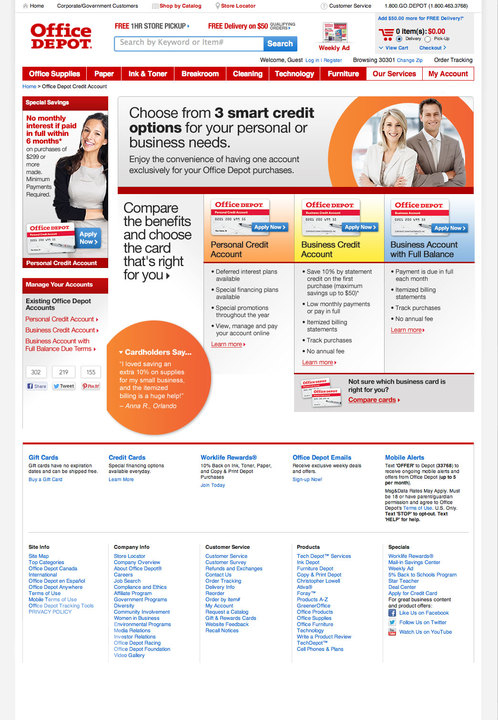 Home Corporate/Government Customers Shop by Catalog Store Locator Customer Service 1.800.GO.DEPOT (1.800.463.3768)
Office DEPOT.
FREE 1HR STORE PICKUP FREE Delivery on $50 QUALIFYING ORDERS*
Add $50.00 more for FREE Delivery!*
0 item(s): $0.00
Delivery Pick-Up
View Cart Checkout
Search by Keyword or Item# Search
Weekly Ad
Welcome, Guest Log In | Register Browsing 30301 Change Zip Order Tracking
Office Supplies Paper Ink & Toner Breakroom Cleaning Technology Furniture Our Services My Account
Home > Office Depot Credit Account
Special Savings
No monthly
interest if paid
in full within
6 months*
on purchases of
$299 or
more
made.
Minimum
Payments
Required.
Office DEPOT
Apply
Now >
Personal Credit Account
Manage Your Accounts
Existing Office Depot
Accounts
Personal Credit Account
Business Credit Account
Business Account with
Full Balance Due Terms
302 219 155
Share Tweet Pin it
Choose from 3 smart credit
options for your personal or
business needs.
Enjoy the convenience of having one account
exclusively for your Office Depot purchases.
Compare
the benefits
and choose
the card
that's right
for you
Office DEPOT
Apply Now >
Personal Credit
Account
• Deferred interest plans
available
• Special financing plans
available
• Special promotions
throughout the year
• View, manage and pay
your account online
Learn more
Office DEPOT
Apply Now >
Business Credit
Account
• Save 10% by statement
credit on the first
purchase (maximum
savings up to $50)*
• Low monthly payments
or pay in full
• Itemized billing
statements
• Track purchases
• No annual fee
Learn more
Office DEPOT
Apply Now >
Business Account
with Full Balance
• Payment is due in full
each month
• Itemized billing
statements
• Track purchases
• No annual fee
Learn more
Cardholders Say...
"I loved saving an
extra 10% on supplies
for my small business,
and the itemized
billing is a huge help!"
– Anna R., Orlando
Not sure which business card is
right for you?
Compare cards
Gift Cards
Gift cards have no expiration
dates and can be shipped free.
Buy a Gift Card
Credit Cards
Special financing options
available everyday.
Learn More
Worklife Rewards®
10% Back on Ink, Toner, Paper,
and Copy & Print Depot
Purchases
Join Today
Office Depot Emails
Receive exclusive weekly deals
and offers.
Sign-up Now!
Mobile Alerts
Text 'OFFER' to Depot (33768) to
receive ongoing mobile alerts and
offers from Office Depot (up to 5
per month).
Msg&Data Rates May Apply. Must
be 18 or have parent/guardian
permission and agree to Office
Depot's Terms of Use. U.S. Only.
Text 'STOP' to opt-out. Text
'HELP' for help.
Site Info
Site Map
Top Categories
Office Depot Canada
International
Office Depot en Español
Office Depot Anywhere
Terms of Use
Mobile Terms of Use
Office Depot Tracking Tools
PRIVACY POLICY
Company Info
Store Locator
Company Overview
About Office Depot®
Careers
Job Search
Compliance and Ethics
Affiliate Program
Government Programs
Diversity
Community Involvement
Women in Business
Environmental Programs
Media Relations
Investor Relations
Office Depot Racing
Office Depot Foundation
Video Gallery
Customer Service
Customer Service
Customer Survey
Refunds and Exchanges
Contact Us
Order Tracking
Delivery Info
Reorder
Order by Item#
My Account
Request a Catalog
Gift & Rewards Cards
Website Feedback
Recall Notices
Products
Tech Depot™ Services
Ink Depot
Furniture Depot
Copy & Print Depot
Christopher Lowell
Ativa®
Foray™
Products A-Z
GreenerOffice
Office Products
Office Supplies
Office Furniture
Technology
Write a Product Review
TechDepot™
Cell Phones & Plans
Specials
Worklife Rewards®
Mail-in Savings Center
Weekly Ad
5% Back to Schools Program
Star Teacher
Deal Center
Apply for Credit Card
For great business content
and product offers:
Like Us on Facebook
Follow Us on Twitter
Watch Us on YouTube